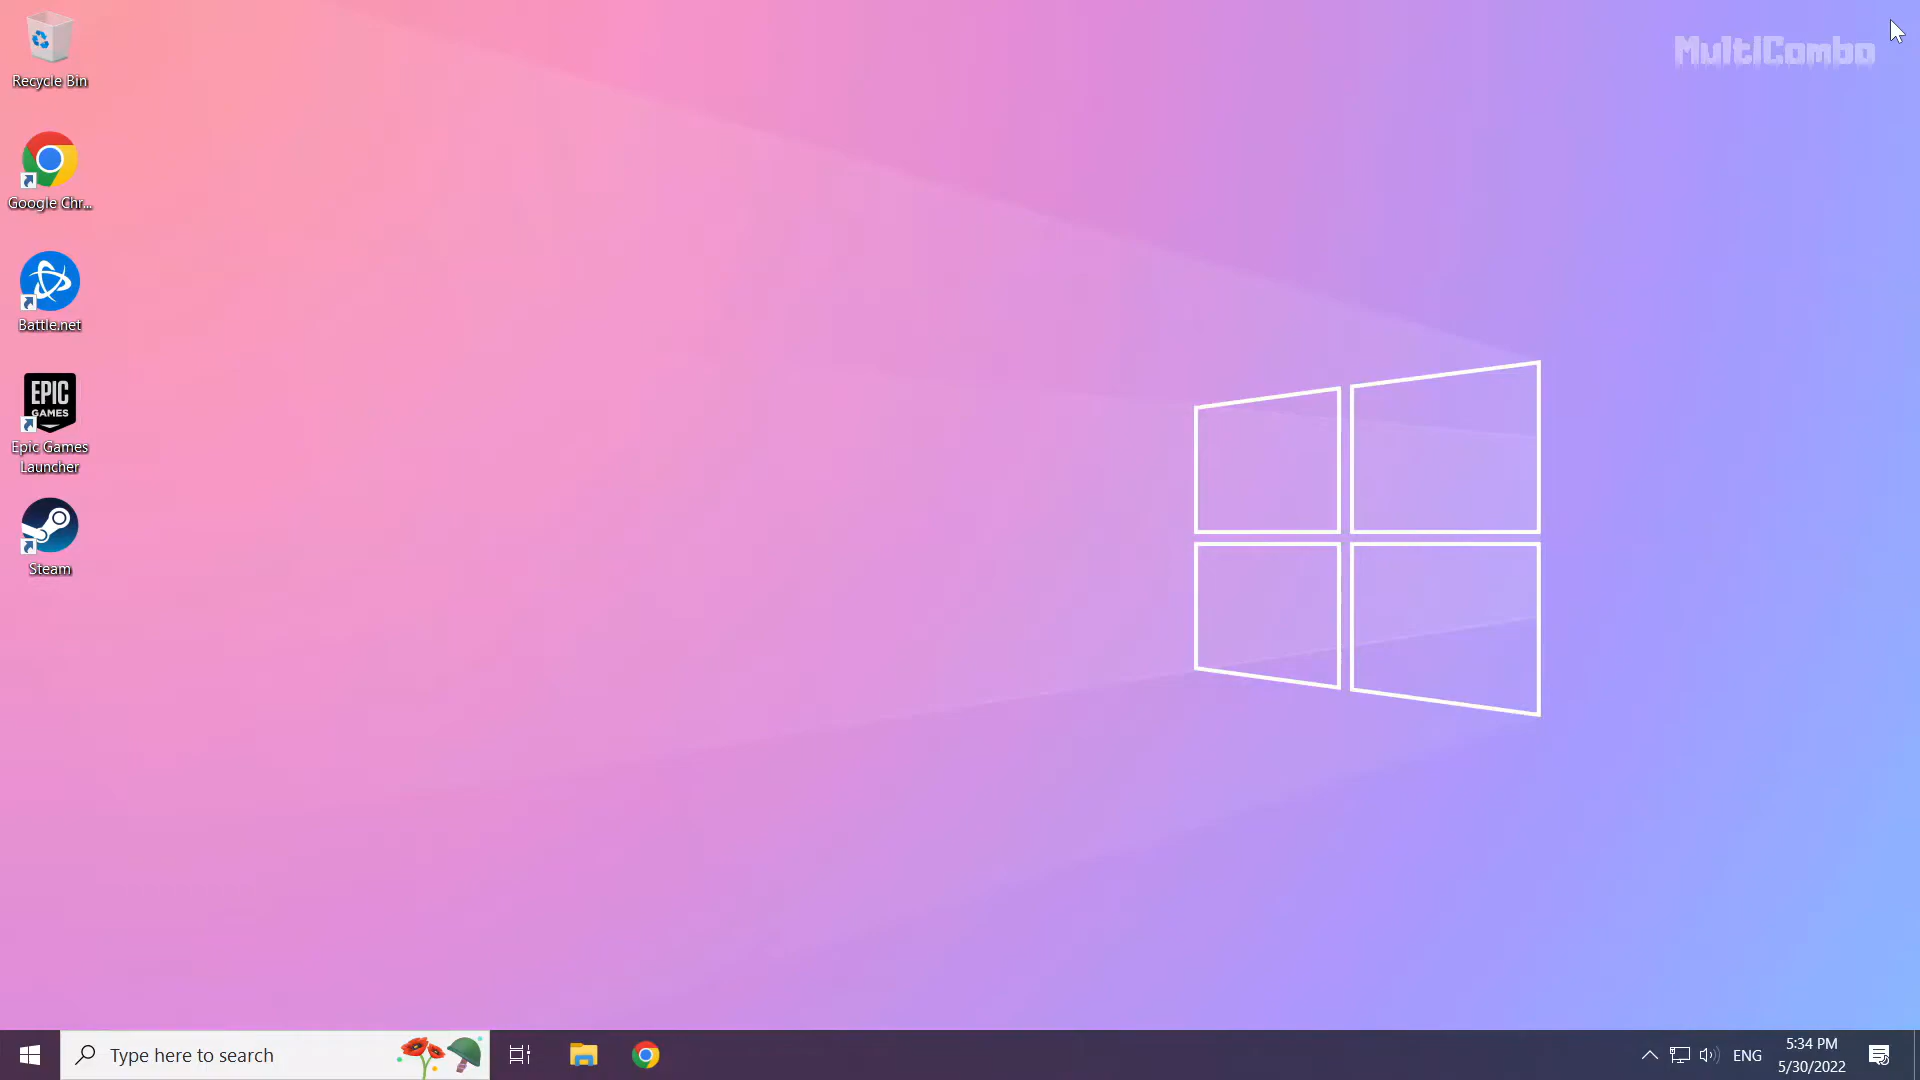 MultiCombo
Recycle Bin
Google Chr...
Battle.net
EPIC
GAMES
Epic Games
Launcher
Steam
Type here to search
ENG
5:34 PM
5/30/2022